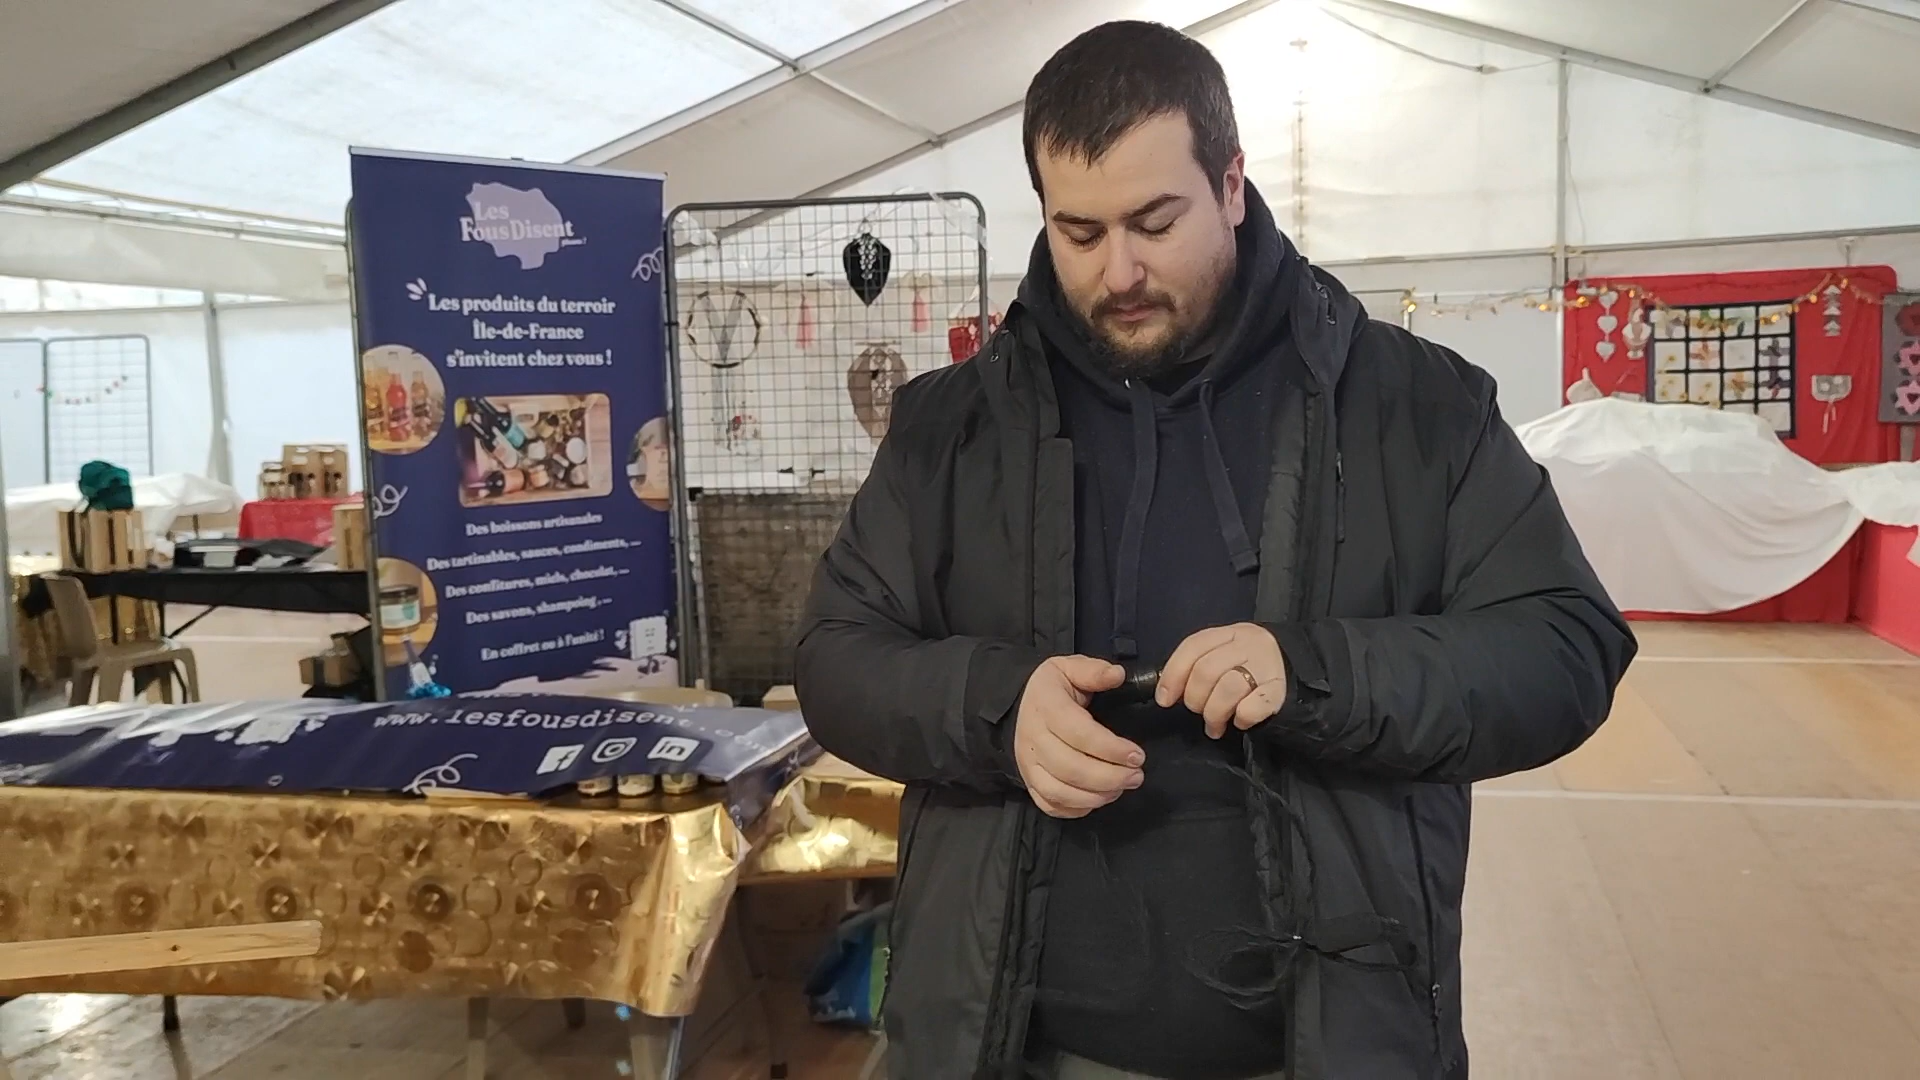 Les
FousDisent
Les produits du terroir
Île-de-France
s'invitent chez vous !
Des boissons artisanales
Des tartinables, sauces, condiments, ...
Des confitures, miels, chocolat, ...
Des savons, shampoing, ...
En coffret ou à l'unité !
www.lesfousdisent.com